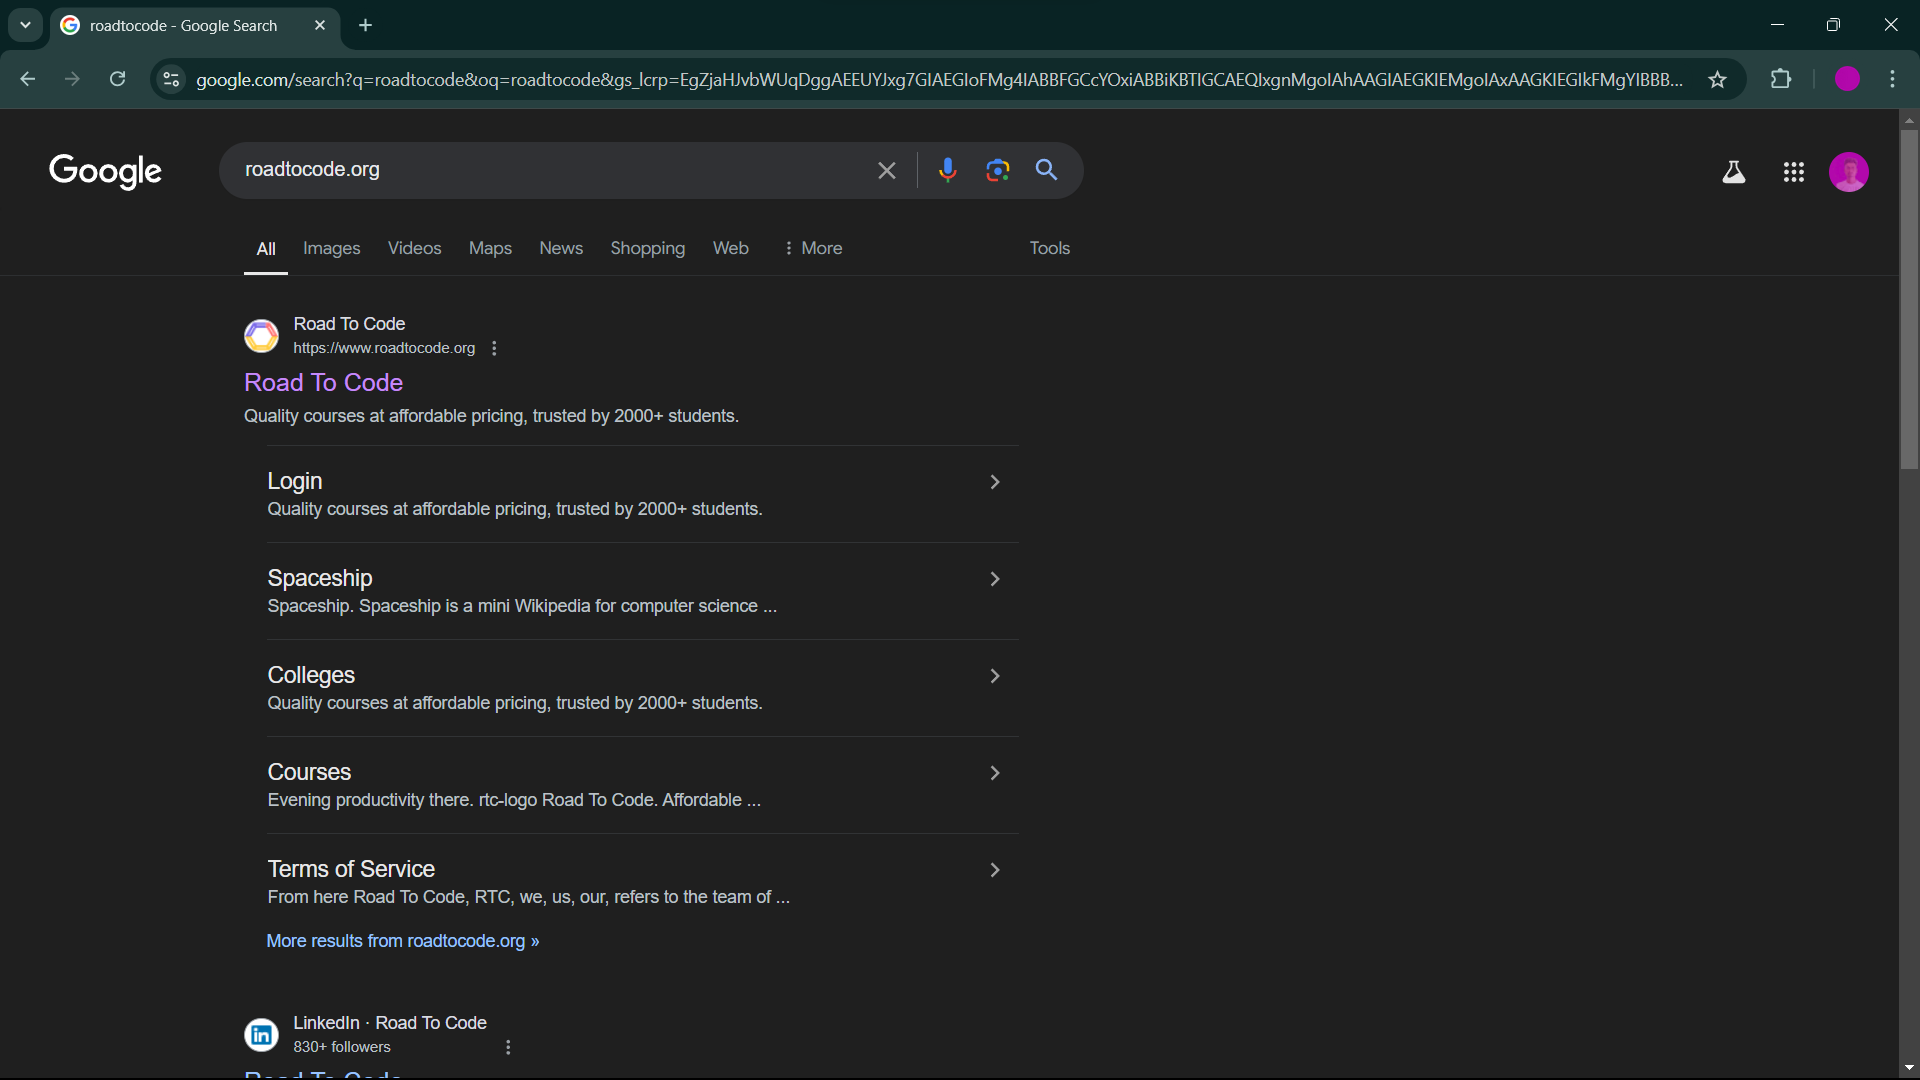 roadtocode - Google Search
google.com/search?q=roadtocode&oq=roadtocode&gs_lcrp=EgZjaHJvbWUqDggAEEUYJxg7GIAEGIoFMg4IABBFGCcYOxiABBiKBTIGCAEQIxgnMgoIAhAAGIAEGKIEMgoIAxAAGKIEGIkFMgYIBBB...
Google
roadtocode.org
All Images Videos Maps News Shopping Web More Tools
Road To Code
https://www.roadtocode.org
Road To Code
Quality courses at affordable pricing, trusted by 2000+ students.
Login
Quality courses at affordable pricing, trusted by 2000+ students.
Spaceship
Spaceship. Spaceship is a mini Wikipedia for computer science ...
Colleges
Quality courses at affordable pricing, trusted by 2000+ students.
Courses
Evening productivity there. rtc-logo Road To Code. Affordable ...
Terms of Service
From here Road To Code, RTC, we, us, our, refers to the team of ...
More results from roadtocode.org »
LinkedIn · Road To Code
830+ followers
Road To Code